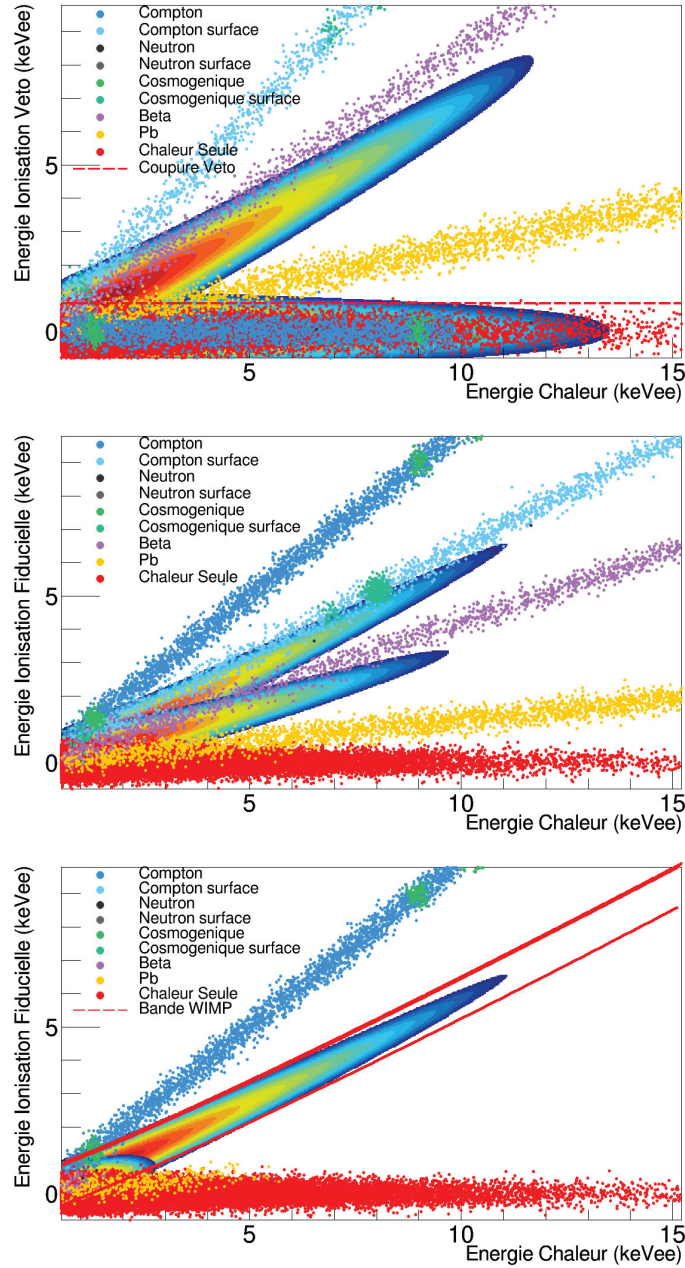 Energie Ionisation Veto (keVee)
Compton
Compton surface
Neutron
Neutron surface
Cosmogenique
Cosmogenique surface
Beta
Pb
Chaleur Seule
Coupure Veto
5
0
5
10
15
Energie Chaleur (keVee)
Energie Ionisation Fiducielle (keVee)
Compton
Compton surface
Neutron
Neutron surface
Cosmogenique
Cosmogenique surface
Beta
Pb
Chaleur Seule
5
0
5
10
15
Energie Chaleur (keVee)
Energie Ionisation Fiducielle (keVee)
Compton
Compton surface
Neutron
Neutron surface
Cosmogenique
Cosmogenique surface
Beta
Pb
Chaleur Seule
Bande WIMP
5
0
5
10
15
Energie Chaleur (keVee)